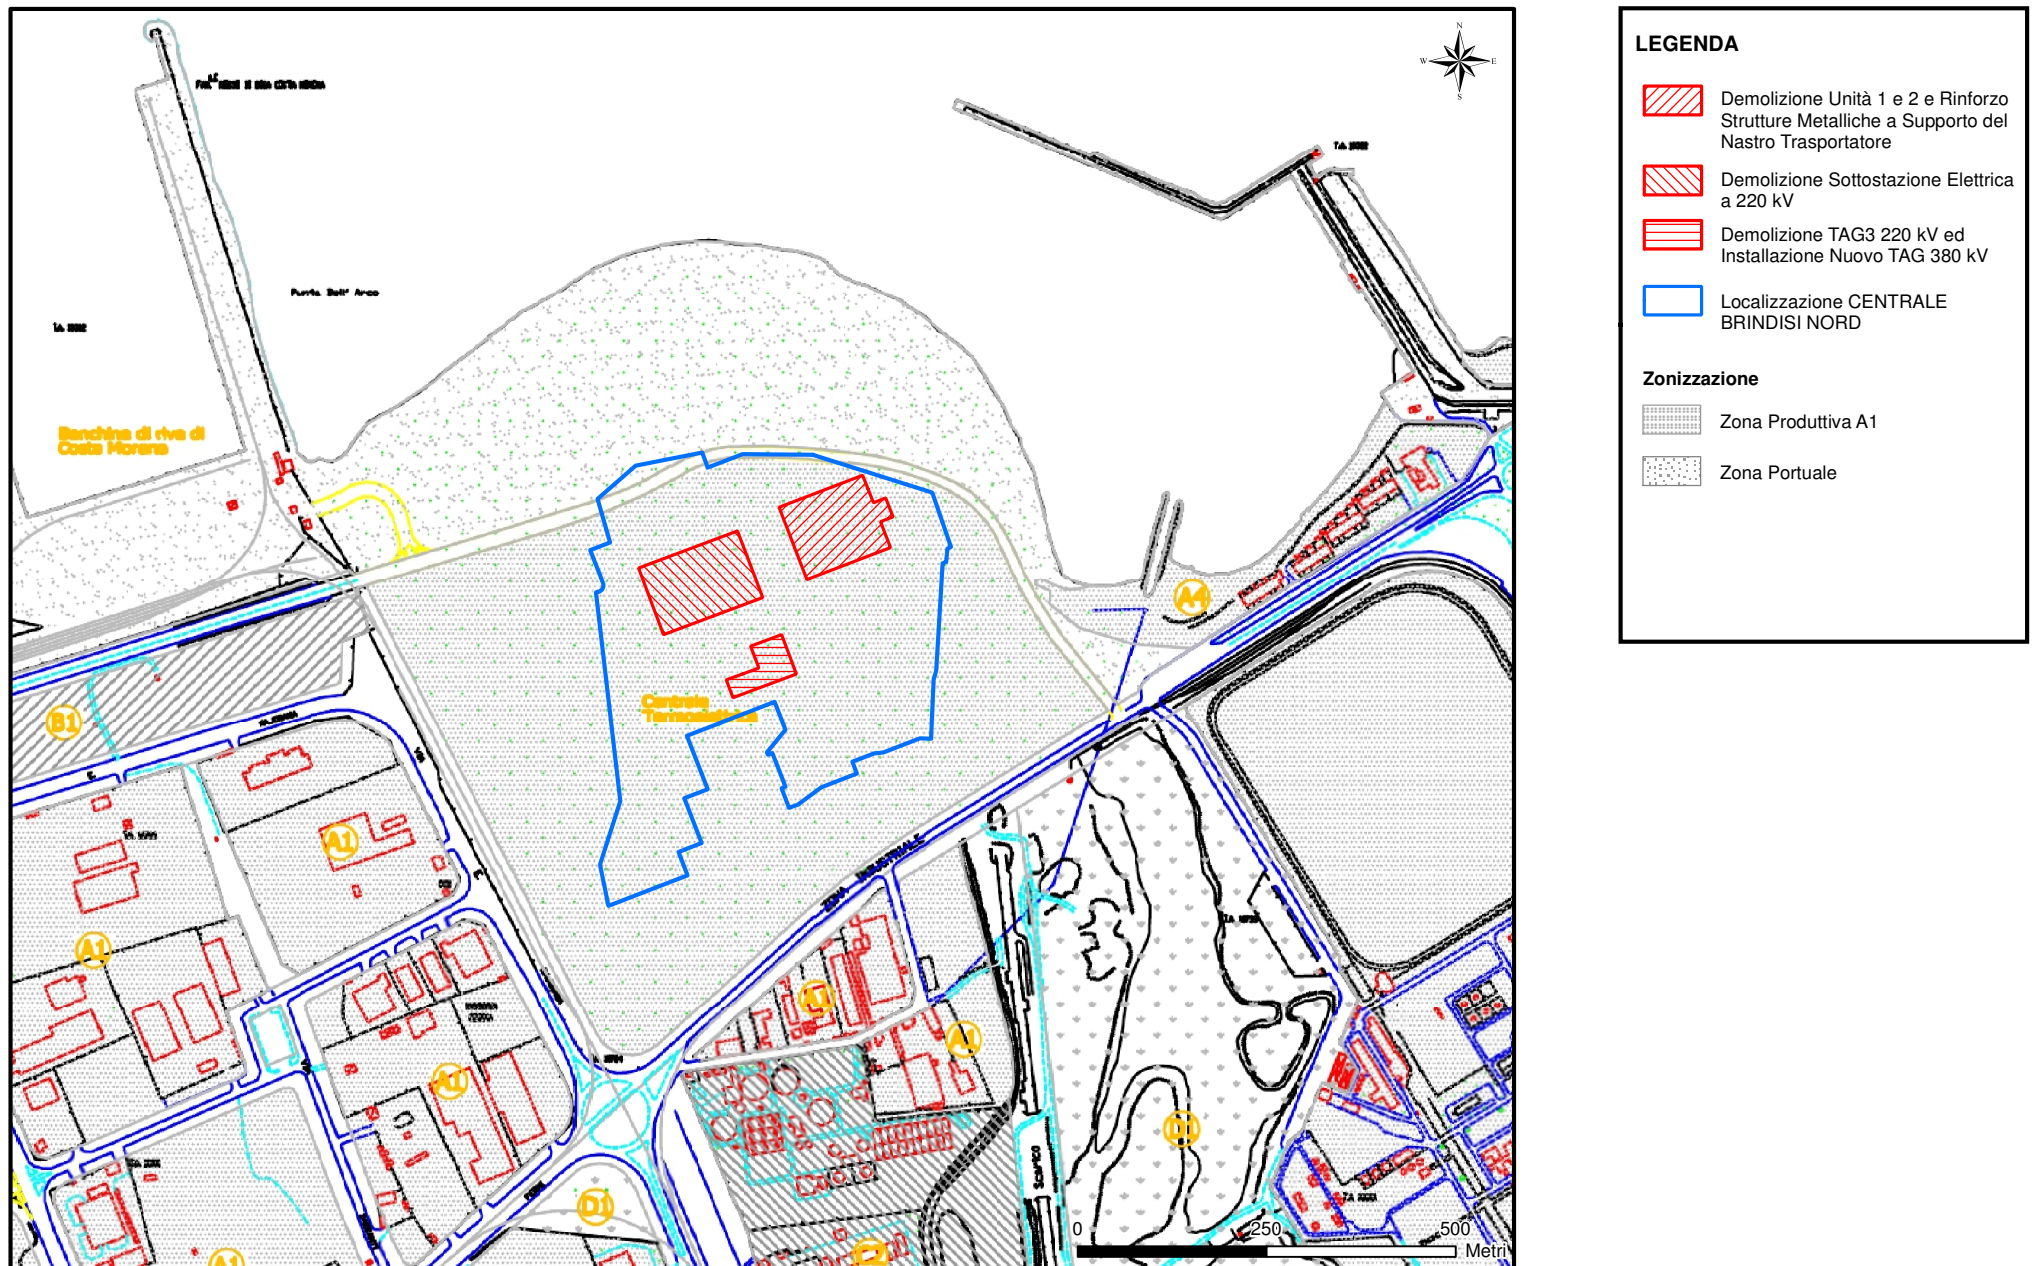 N
W
E
S
Punta Dell' Arco
Banchina di riva di
Costa Morena
A4
Centrale
B1
A1
ZONA INDUSTRIALE
A1
A1
A1
A1
D1
Scarico
D1
A1
0
250
500
Metri
LEGENDA
Demolizione Unità 1 e 2 e Rinforzo
Strutture Metalliche a Supporto del
Nastro Trasportatore
Demolizione Sottostazione Elettrica
a 220 kV
Demolizione TAG3 220 kV ed
Installazione Nuovo TAG 380 kV
Localizzazione CENTRALE
BRINDISI NORD
Zonizzazione
Zona Produttiva A1
Zona Portuale